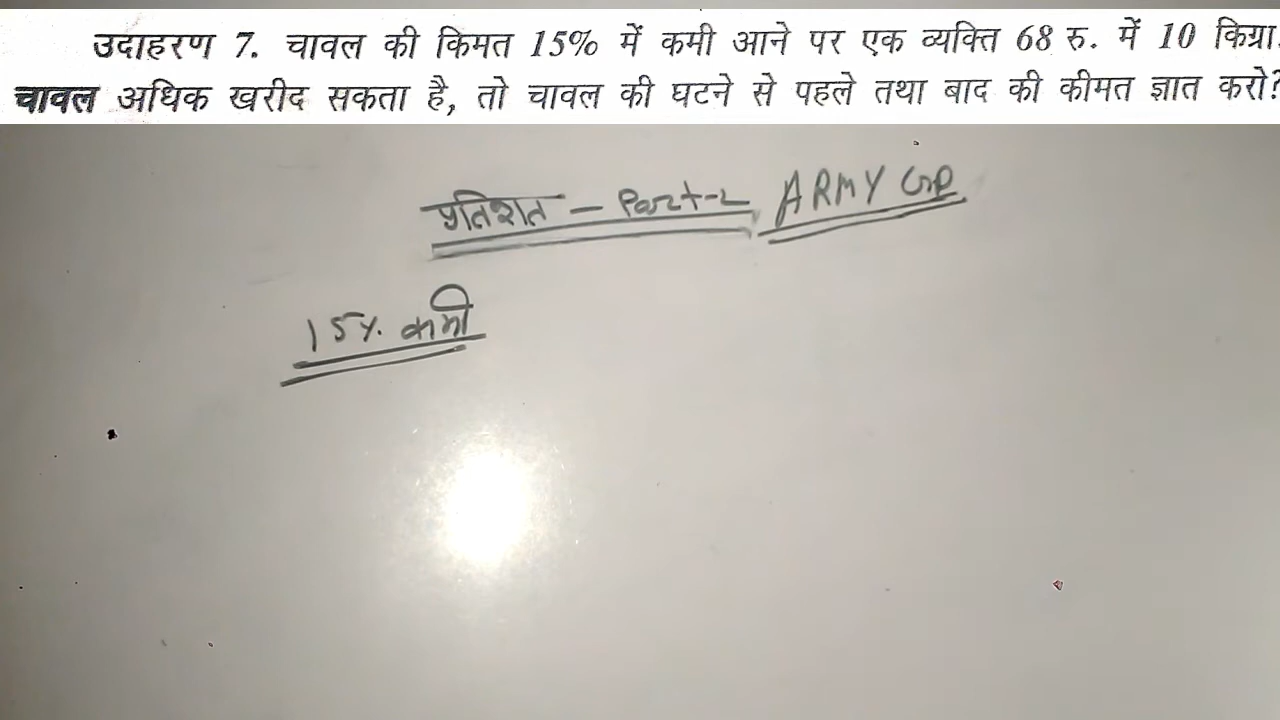 उदाहरण 7. चावल की किमत 15% में कमी आने पर एक व्यक्ति 68 रु. में 10 किग्रा.
चावल अधिक खरीद सकता है, तो चावल की घटने से पहले तथा बाद की कीमत ज्ञात करो?
प्रतिशत – Part-2 ARMY GD
15% कमी